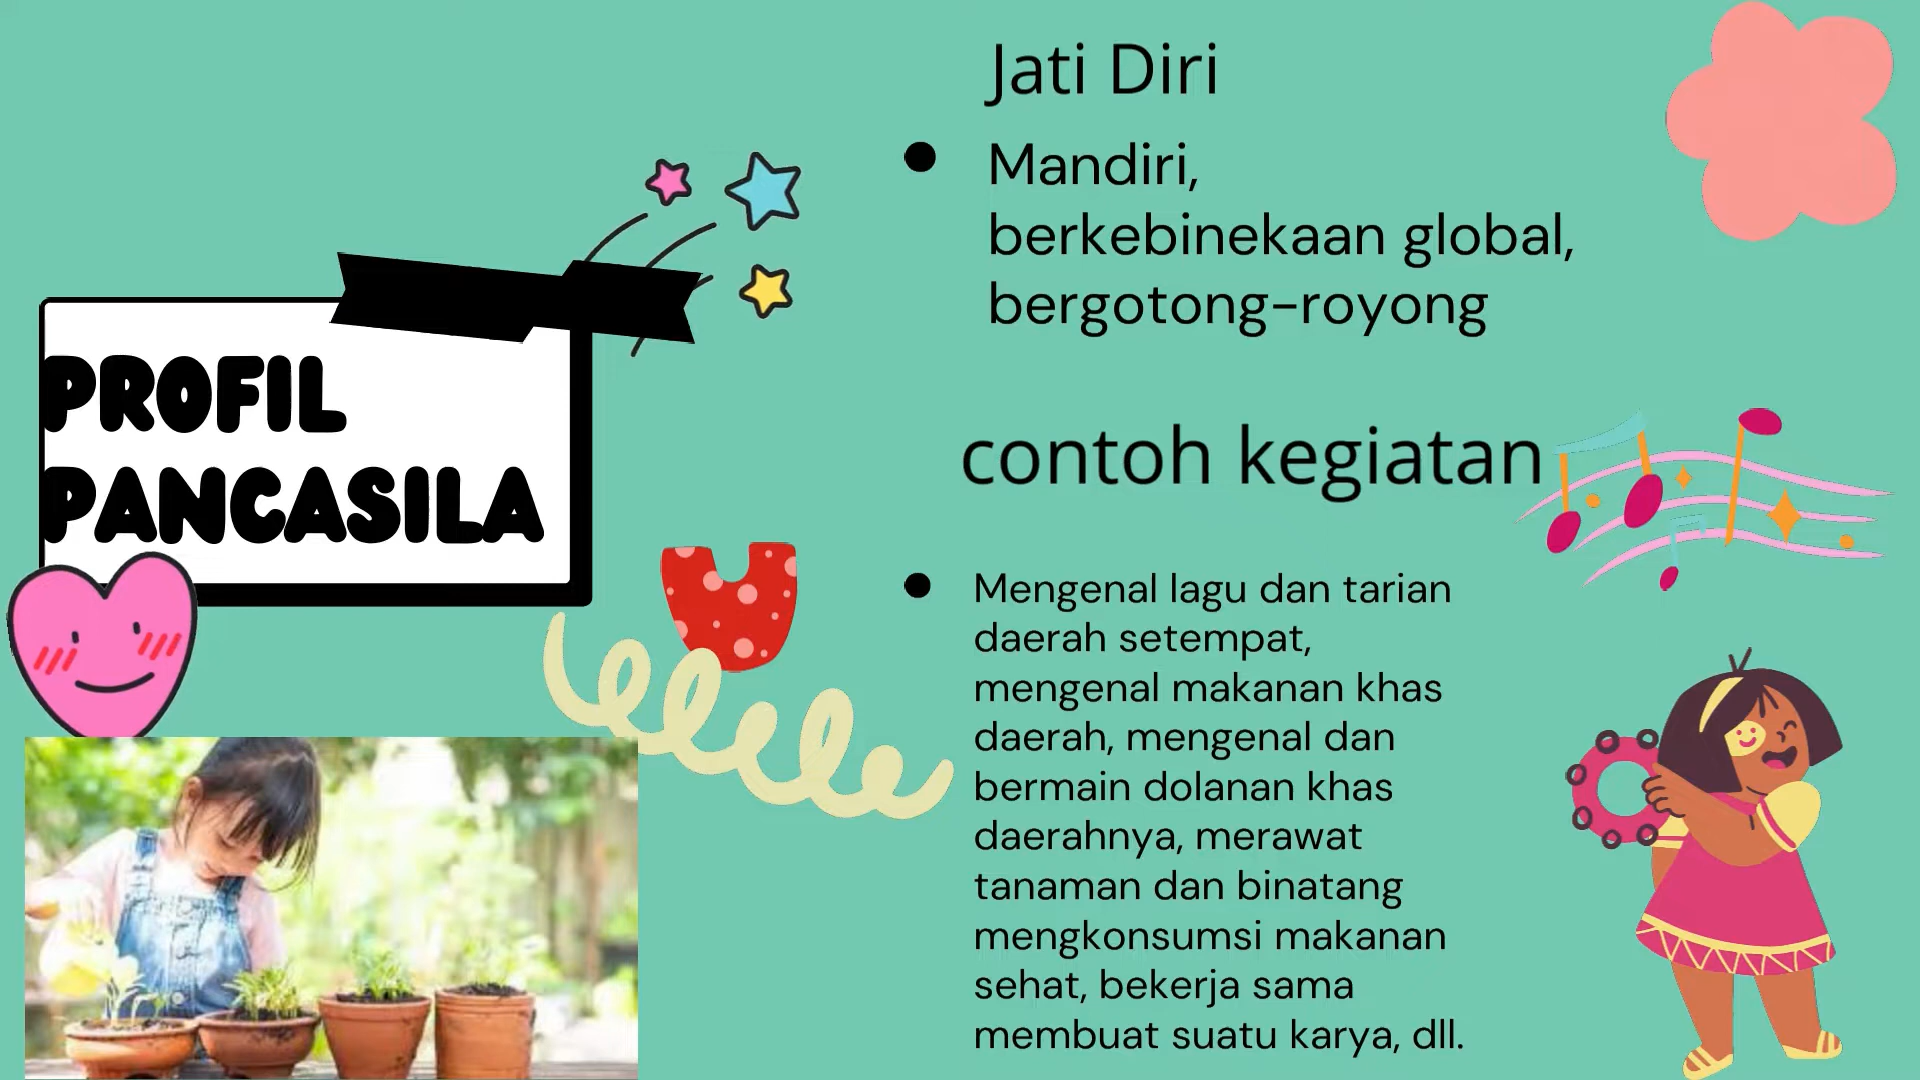 PROFIL
PANCASILA
Jati Diri
Mandiri,
berkebinekaan global,
bergotong-royong
contoh kegiatan
Mengenal lagu dan tarian
daerah setempat,
mengenal makanan khas
daerah, mengenal dan
bermain dolanan khas
daerahnya, merawat
tanaman dan binatang
mengkonsumsi makanan
sehat, bekerja sama
membuat suatu karya, dll.